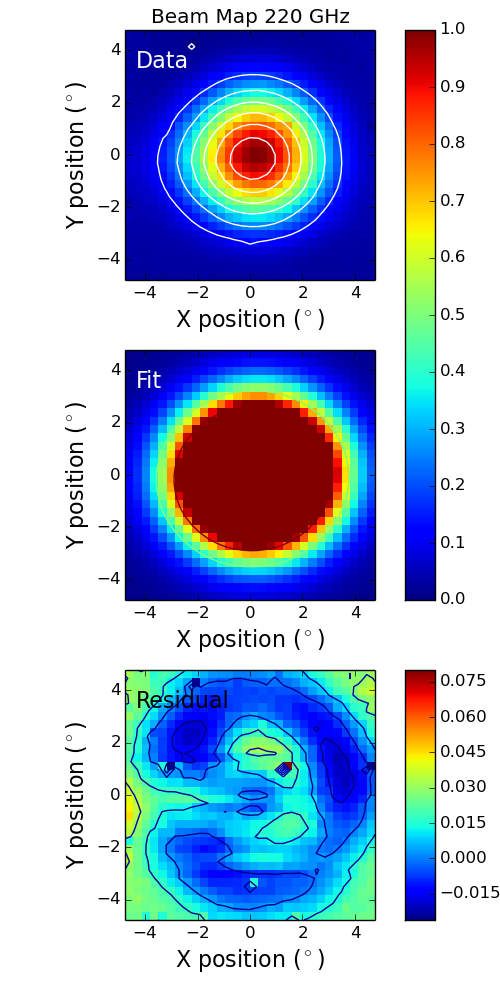 Beam Map 220 GHz
Data
4
2
0
−2
−4
Y position (°)
−4 −2 0 2 4
X position (°)
1.0
0.9
0.8
0.7
0.6
0.5
0.4
0.3
0.2
0.1
0.0
Fit
4
2
0
−2
−4
Y position (°)
−4 −2 0 2 4
X position (°)
Residual
4
2
0
−2
−4
Y position (°)
−4 −2 0 2 4
X position (°)
0.075
0.060
0.045
0.030
0.015
0.000
−0.015